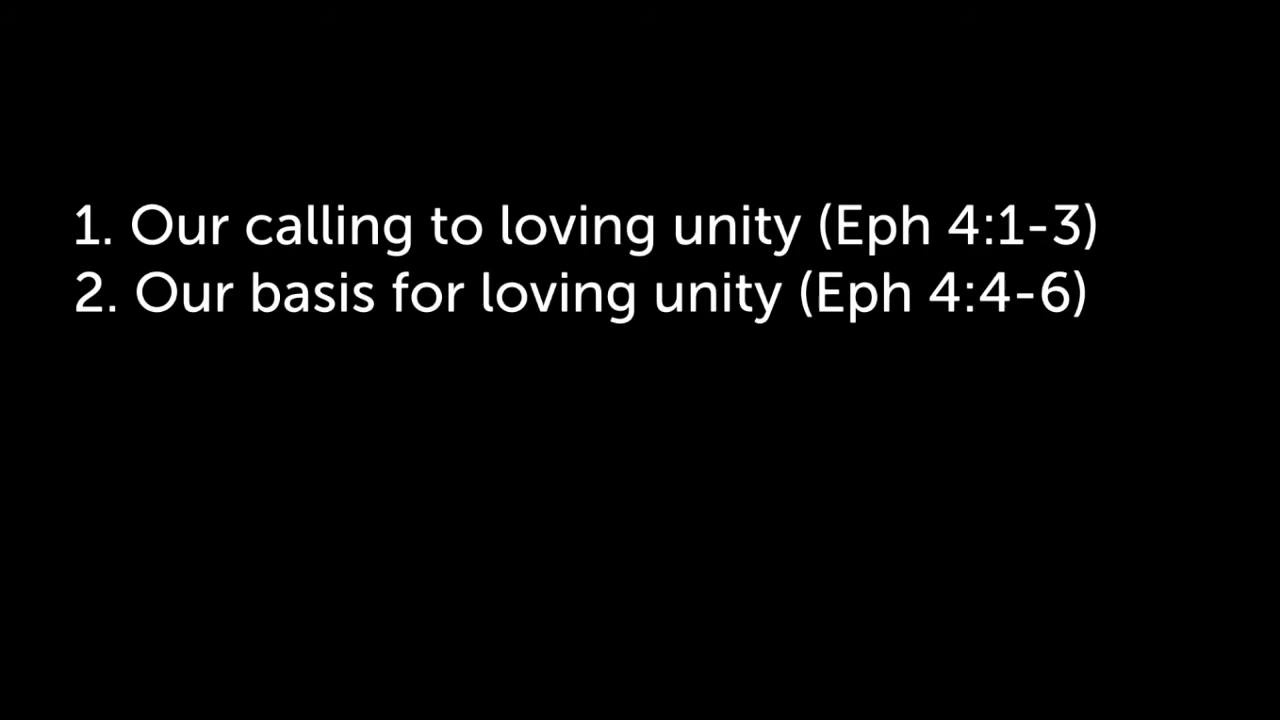 1. Our calling to loving unity (Eph 4:1-3)
2. Our basis for loving unity (Eph 4:4-6)